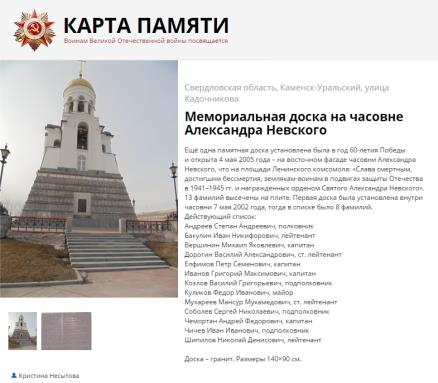 КАРТА ПАМЯТИ
Воинам Великой Отечественной войны посвящается
Свердловская область, Каменск-Уральский, улица
Кадочникова
Мемориальная доска на часовне
Александра Невского
Ещё одна памятная доска установлена была в год 60-летия Победы
и открыта 4 мая 2005 года – на восточном фасаде часовни Александра
Невского, что на площади Ленинского комсомола: «Слава смертным,
достигшим бессмертия, землякам-воинам в подвигах защиты Отечества
в 1941–1945 гг. и награжденных орденом Святого Александра Невского».
13 фамилий высечены на плите. Первая доска была установлена внутри
часовни 7 мая 2002 года, тогда в списке было 8 фамилий.
Действующий список:
Андреев Степан Андреевич, полковник
Бакулин Иван Никифорович, лейтенант
Вершинин Михаил Яковлевич, капитан
Дорогин Василий Александрович, ст. лейтенант
Елфимов Петр Семенович, капитан
Иванов Григорий Максимович, капитан
Козлов Василий Григорьевич, подполковник
Куликов Федор Иванович, майор
Мухареев Мансур Мухамедович, ст. лейтенант
Соболев Сергей Николаевич, подполковник
Чемортан Андрей Федорович, капитан
Чичев Иван Иванович, подполковник
Шипилов Николай Денисович, лейтенант
Доска – гранит. Размеры 140×90 см.
Кристина Несытова